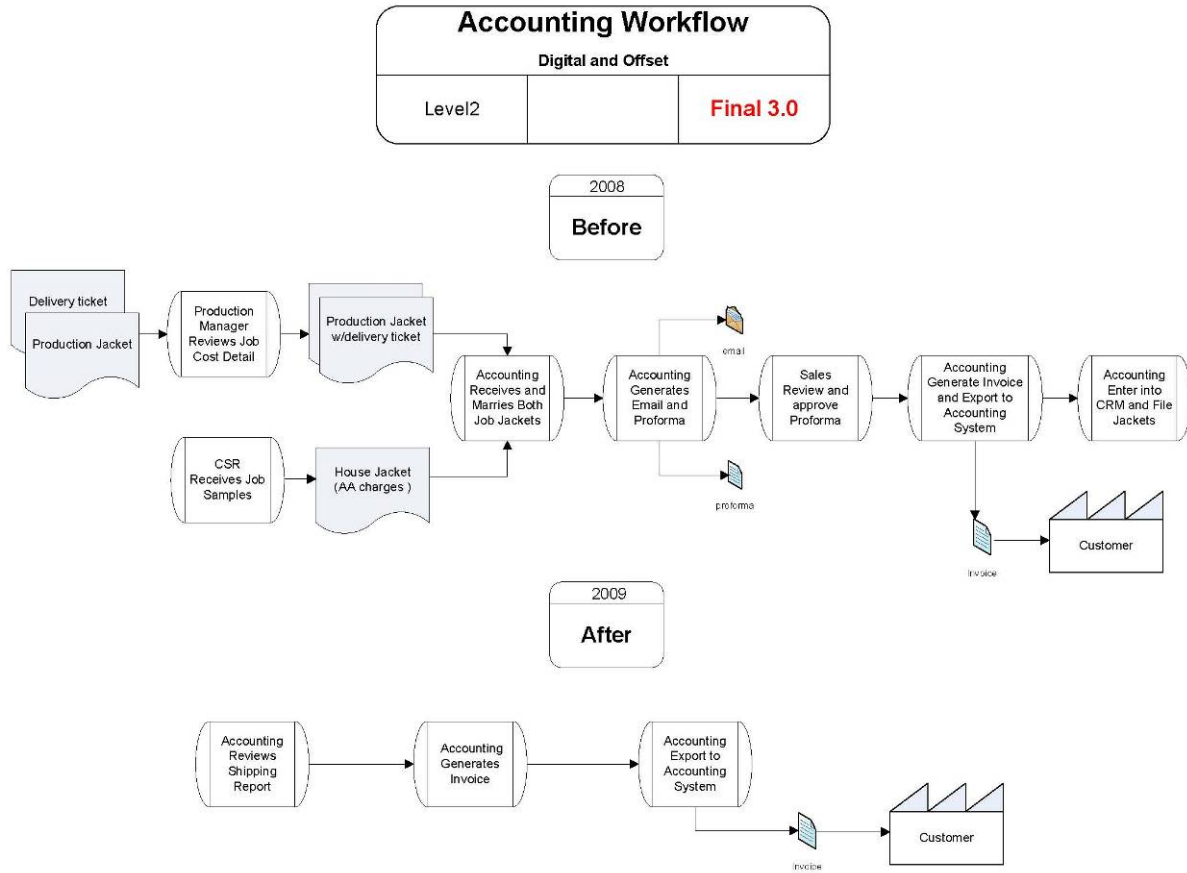 Accounting Workflow
Digital and Offset
Level2
Final 3.0
2008
Before
Delivery ticket
Production Jacket
Production
Manager
Reviews Job
Cost Detail
Production Jacket
w/delivery ticket
Accounting
Receives and
Marries Both
Job Jackets
CSR
Receives Job
Samples
House Jacket
(AA charges )
Accounting
Generates
Email and
Proforma
email
proforma
Sales
Review and
approve
Proforma
Accounting
Generate Invoice
and Export to
Accounting
System
Accounting
Enter into
CRM and File
Jackets
Invoice
Customer
2009
After
Accounting
Reviews
Shipping
Report
Accounting
Generates
Invoice
Accounting
Export to
Accounting
System
Invoice
Customer